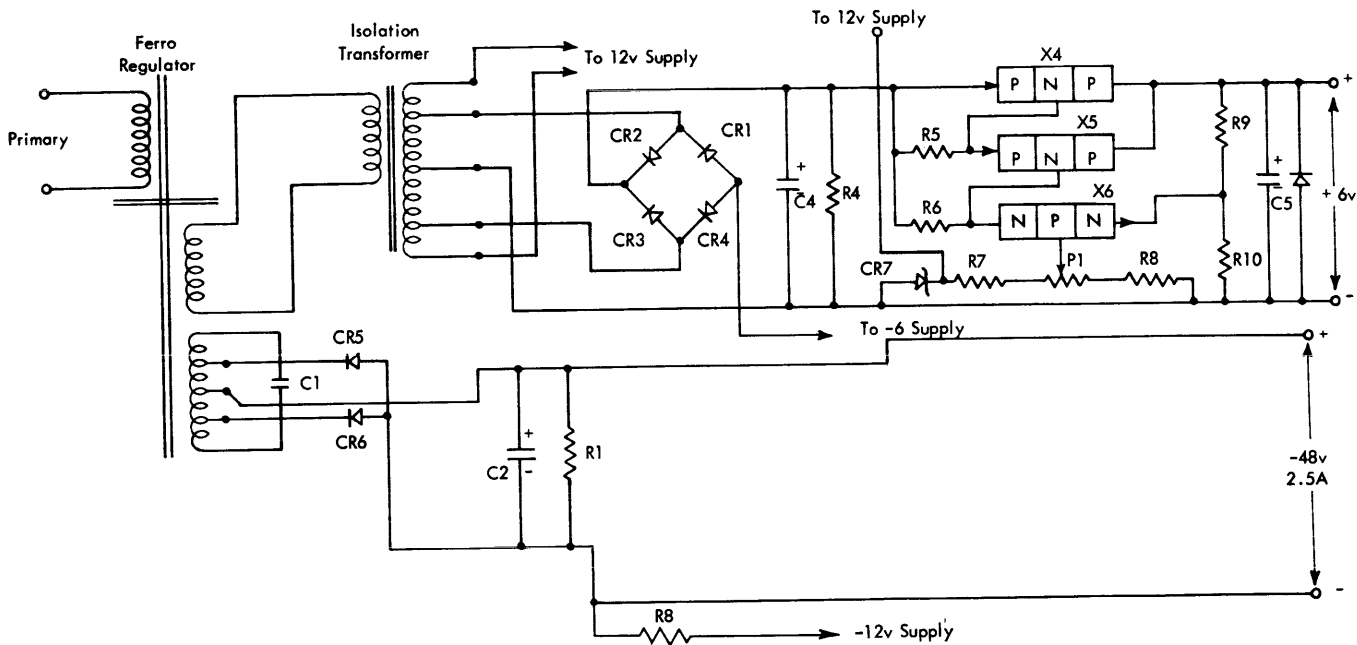 To 12v Supply
Isolation
Transformer
Ferro
Regulator
To 12v Supply
X4
P N P
+
Primary
CR2
CR1
R5
X5
P N P
R9
+
C4
R4
+
C5
+ 6v
R6
X6
N P N
CR3
CR4
CR7
R7
P1
R8
R10
-
To -6 Supply
+
CR5
C1
CR6
+
C2
-
R1
-48v
2.5A
-
R8
-12v Supply